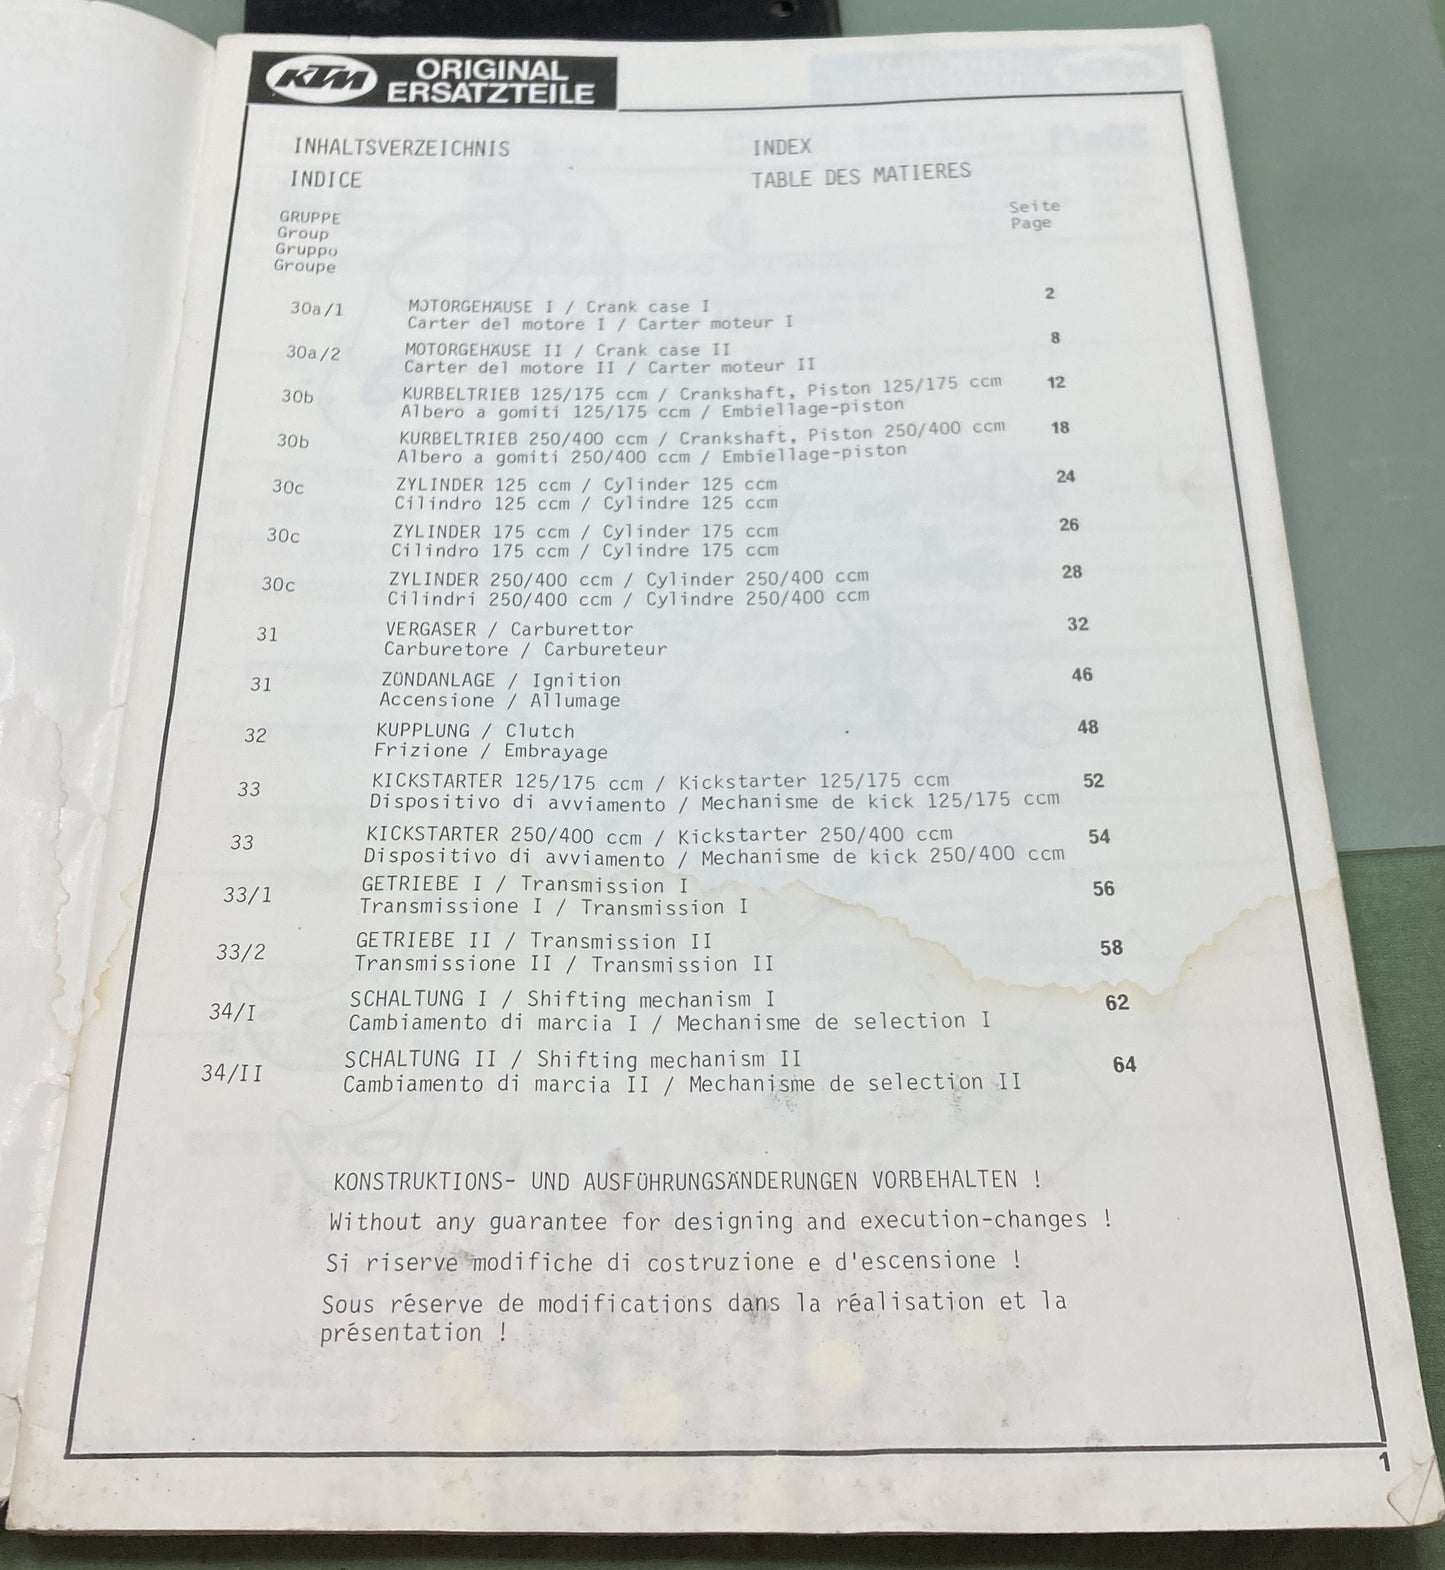 KTM ORIGINAL
ERSATZTEILE
INHALTSVERZEICHNIS INDEX
INDICE TABLE DES MATIERES
GRUPPE Seite
Group Page
Gruppo
Groupe
30a/1 MOTORGEHÄUSE I / Crank case I 2
Carter del motore I / Carter moteur I
30a/2 MOTORGEHÄUSE II / Crank case II 8
Carter del motore II / Carter moteur II
30b KURBELTRIEB 125/175 ccm / Crankshaft, Piston 125/175 ccm 12
Albero a gomiti 125/175 ccm / Embiellage-piston
30b KURBELTRIEB 250/400 ccm / Crankshaft, Piston 250/400 ccm 18
Albero a gomiti 250/400 ccm / Embiellage-piston
30c ZYLINDER 125 ccm / Cylinder 125 ccm 24
Cilindro 125 ccm / Cylindre 125 ccm
30c ZYLINDER 175 ccm / Cylinder 175 ccm 26
Cilindro 175 ccm / Cylindre 175 ccm
30c ZYLINDER 250/400 ccm / Cylinder 250/400 ccm 28
Cilindri 250/400 ccm / Cylindre 250/400 ccm
31 VERGASER / Carburettor 32
Carburetore / Carbureteur
31 ZÜNDANLAGE / Ignition 46
Accensione / Allumage
32 KUPPLUNG / Clutch 48
Frizione / Embrayage
33 KICKSTARTER 125/175 ccm / Kickstarter 125/175 ccm 52
Dispositivo di avviamento / Mechanisme de kick 125/175 ccm
33 KICKSTARTER 250/400 ccm / Kickstarter 250/400 ccm 54
Dispositivo di avviamento / Mechanisme de kick 250/400 ccm
33/1 GETRIEBE I / Transmission I 56
Transmissione I / Transmission I
33/2 GETRIEBE II / Transmission II 58
Transmissione II / Transmission II
34/I SCHALTUNG I / Shifting mechanism I 62
Cambiamento di marcia I / Mechanisme de selection I
34/II SCHALTUNG II / Shifting mechanism II 64
Cambiamento di marcia II / Mechanisme de selection II
KONSTRUKTIONS- UND AUSFÜHRUNGSÄNDERUNGEN VORBEHALTEN !
Without any guarantee for designing and execution-changes !
Si riserve modifiche di costruzione e d'escensione !
Sous réserve de modifications dans la réalisation et la
présentation !
1